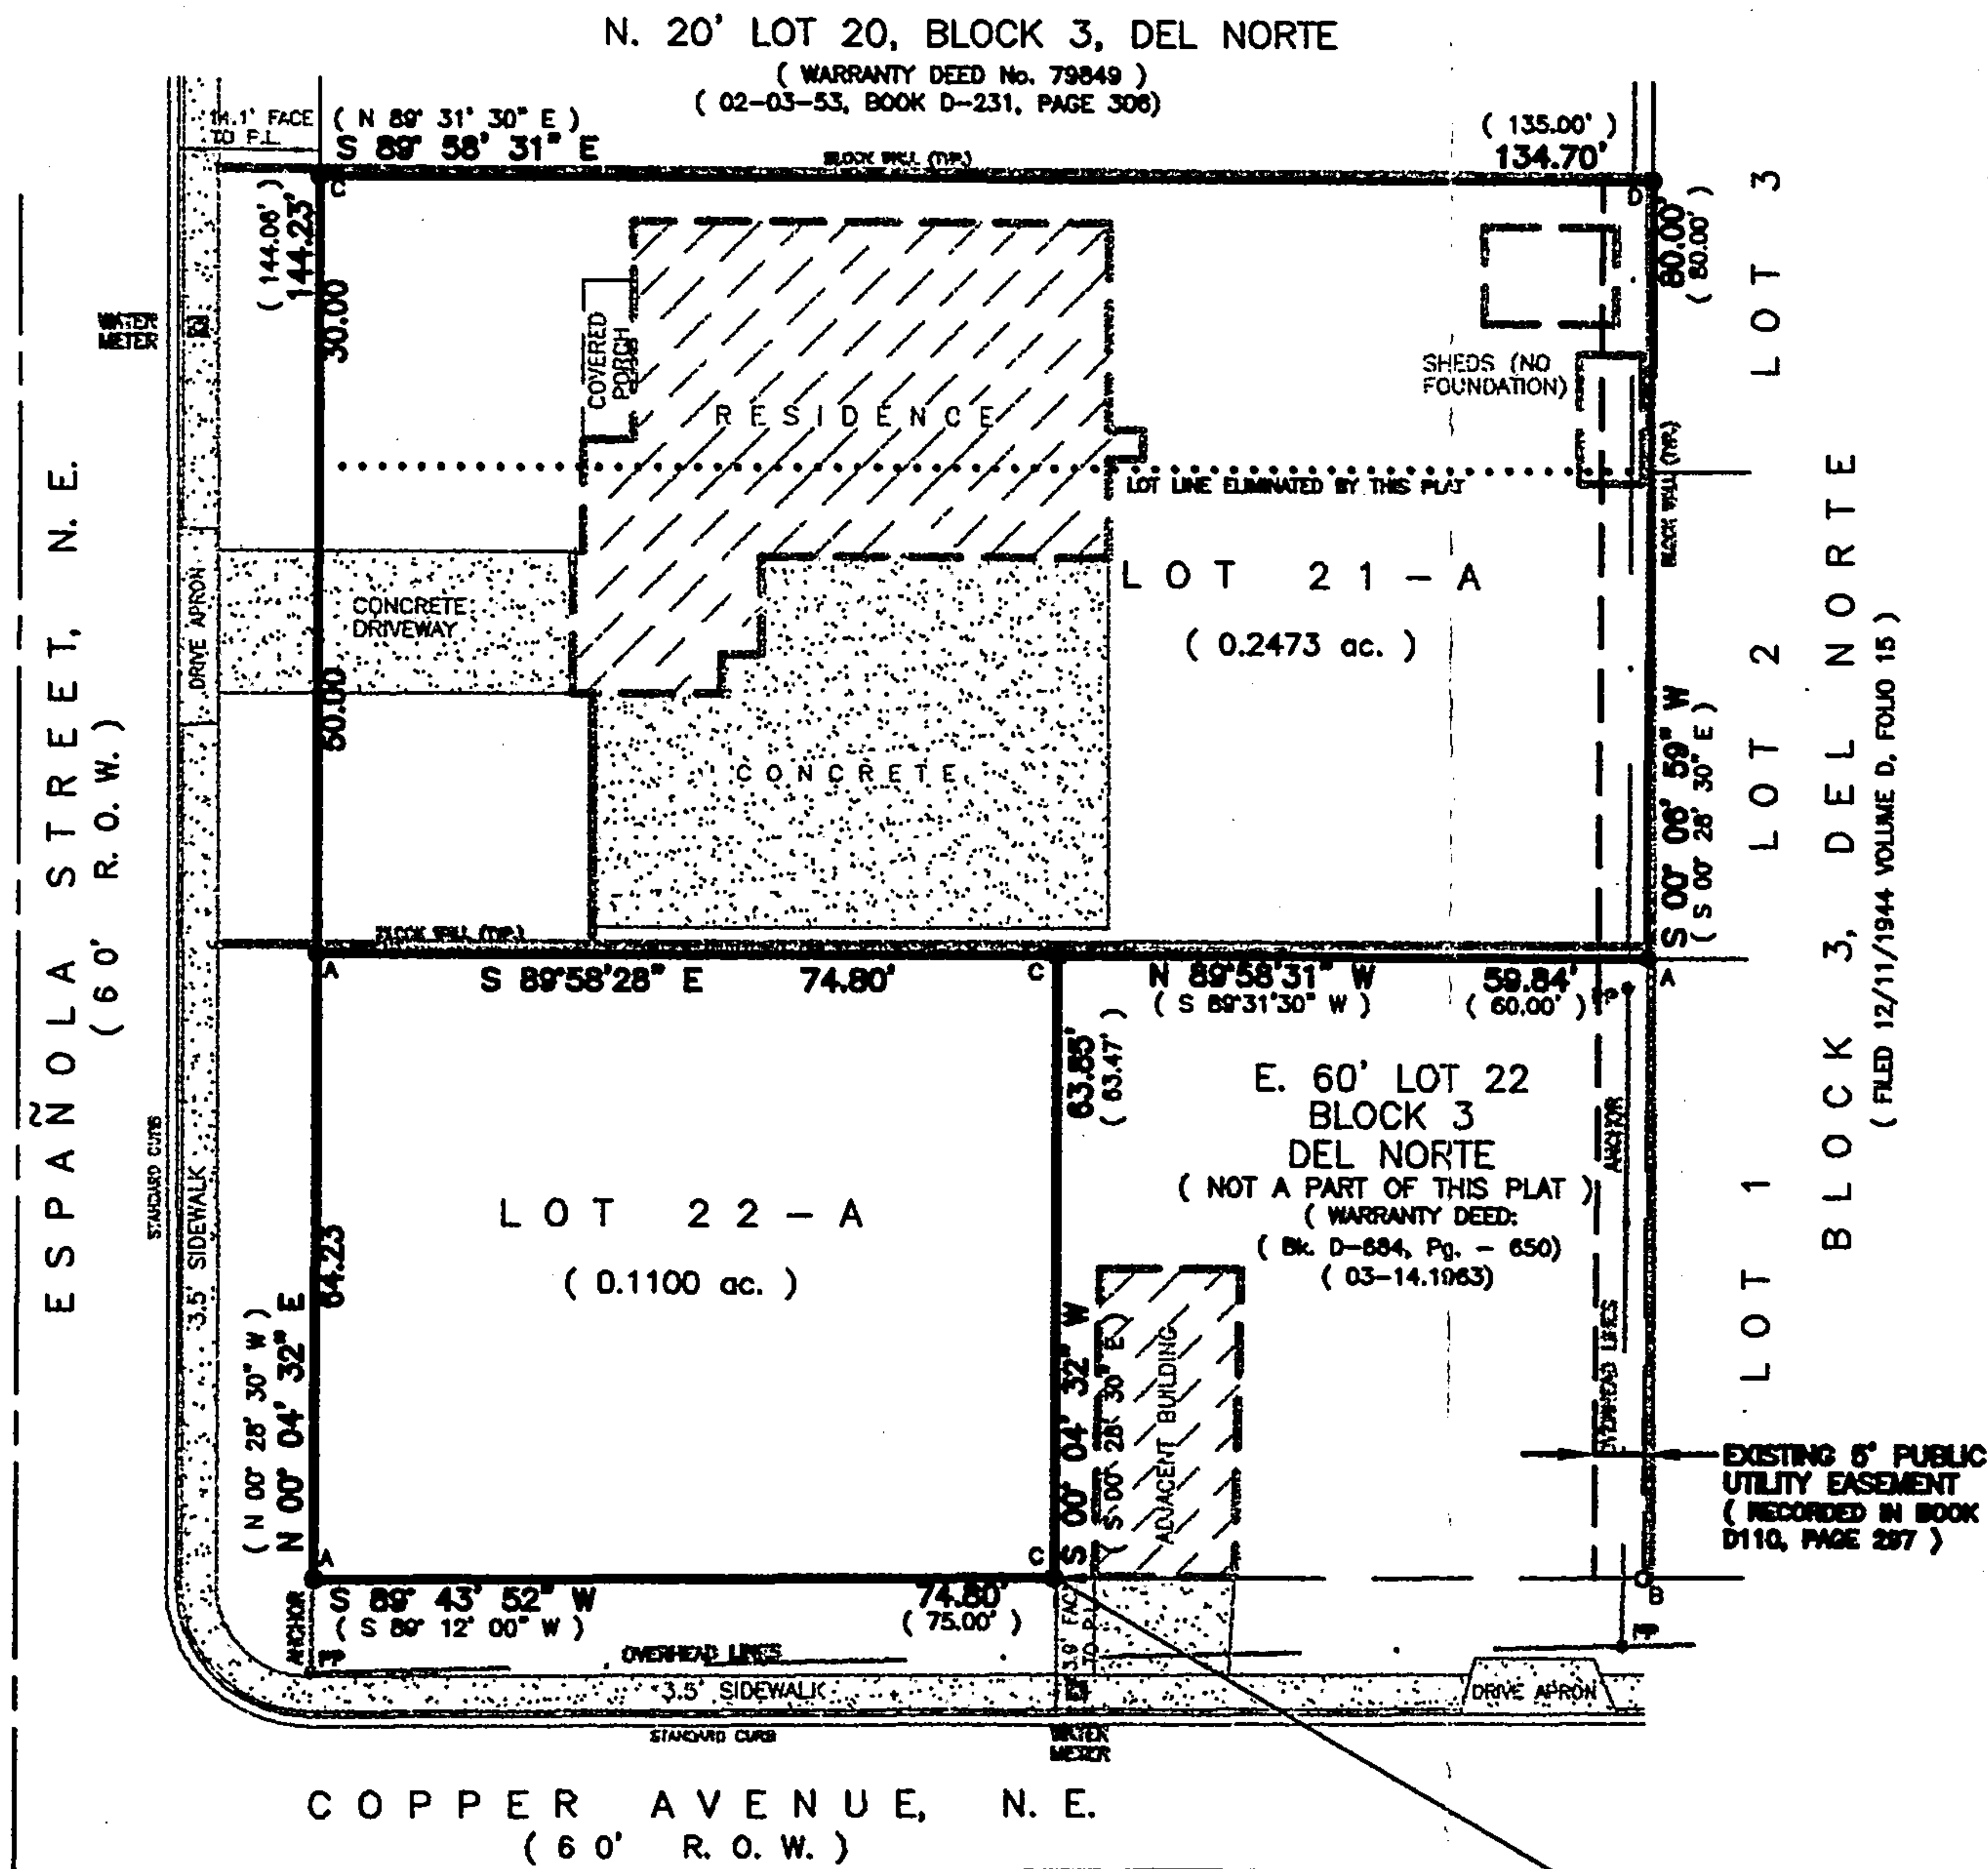 N. 20' LOT 20, BLOCK 3, DEL NORTE
( WARRANTY DEED No. 79849 )
( 02-03-53, BOOK D-231, PAGE 306)
14.1' FACE
TO P.L.
( N 89° 31' 30" E )
S 89° 58' 31" E
BLOCK WALL (TYP.)
( 135.00' )
134.70'
C
D
( 144.06' )
144.23'
30.00
80.00'
( 80.00' )
LOT 3
WATER
METER
COVERED
PORCH
RESIDENCE
SHEDS (NO
FOUNDATION)
LOT LINE ELIMINATED BY THIS PLAT
BLOCK WALL (TYP.)
ESPAÑOLA STREET, N.E.
( 60' R.O.W. )
DRIVE APRON
CONCRETE
DRIVEWAY
50.00
LOT 21-A
( 0.2473 ac. )
CONCRETE
S 00° 06' 59" W
( S 00° 28' 30" E )
LOT 2
BLOCK 3, DEL NORTE
( FILED 12/11/1944 VOLUME D, FOLIO 15 )
BLOCK WALL (TYP.)
A
S 89°58'28" E
74.80'
C
N 89°58'31" W
( S 89°31'30" W )
59.84'
( 60.00' )
A
63.85'
( 63.47' )
E. 60' LOT 22
BLOCK 3
DEL NORTE
( NOT A PART OF THIS PLAT )
( WARRANTY DEED:
( Bk. D-684, Pg. - 650)
( 03-14.1963)
ANCHOR
STANDARD CURB
3.5' SIDEWALK
LOT 22-A
( 0.1100 ac. )
64.23
( N 00° 28' 30" W )
N 00° 04' 32" E
S 00° 04' 32" W
( S 00° 28' 30" E )
ADJACENT BUILDING
OVERHEAD LINES
LOT 1
EXISTING 5' PUBLIC
UTILITY EASEMENT
( RECORDED IN BOOK
D110, PAGE 297 )
A
C
B
ANCHOR
S 89° 43' 52" W
( S 89° 12' 00" W )
74.80'
( 75.00' )
PP
OVERHEAD LINES
PP
3.5' SIDEWALK
DRIVE APRON
STANDARD CURB
WATER
METER
COPPER AVENUE, N.E.
( 60' R.O.W. )